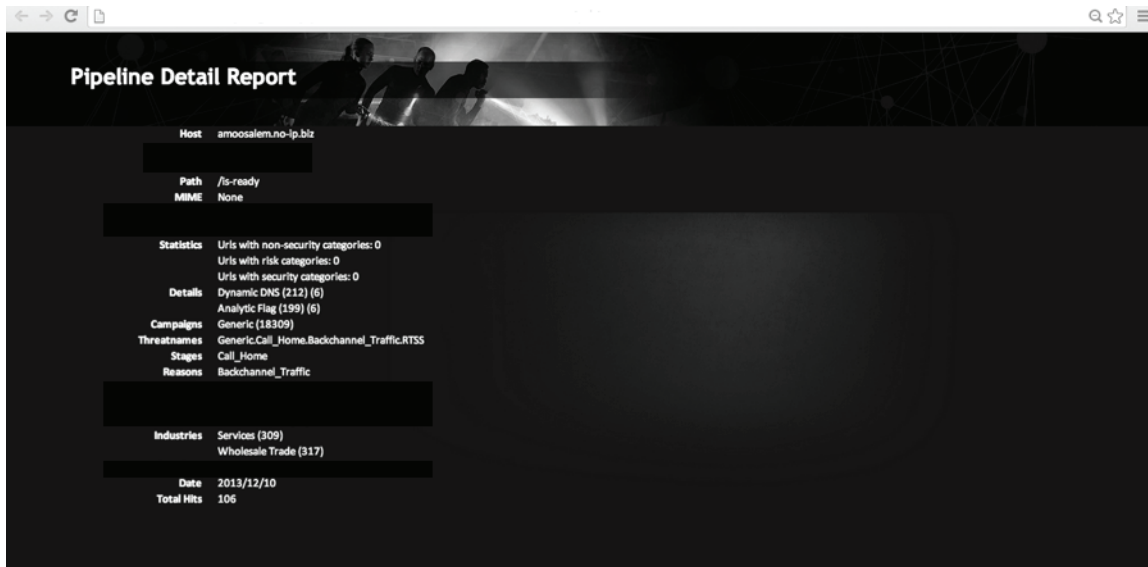 Pipeline Detail Report
Host amoosalem.no-ip.biz
Path /is-ready
MIME None
Statistics Urls with non-security categories: 0
Urls with risk categories: 0
Urls with security categories: 0
Details Dynamic DNS (212) (6)
Analytic Flag (199) (6)
Campaigns Generic (18309)
Threatnames Generic.Call_Home.Backchannel_Traffic.RTSS
Stages Call_Home
Reasons Backchannel_Traffic
Industries Services (309)
Wholesale Trade (317)
Date 2013/12/10
Total Hits 106